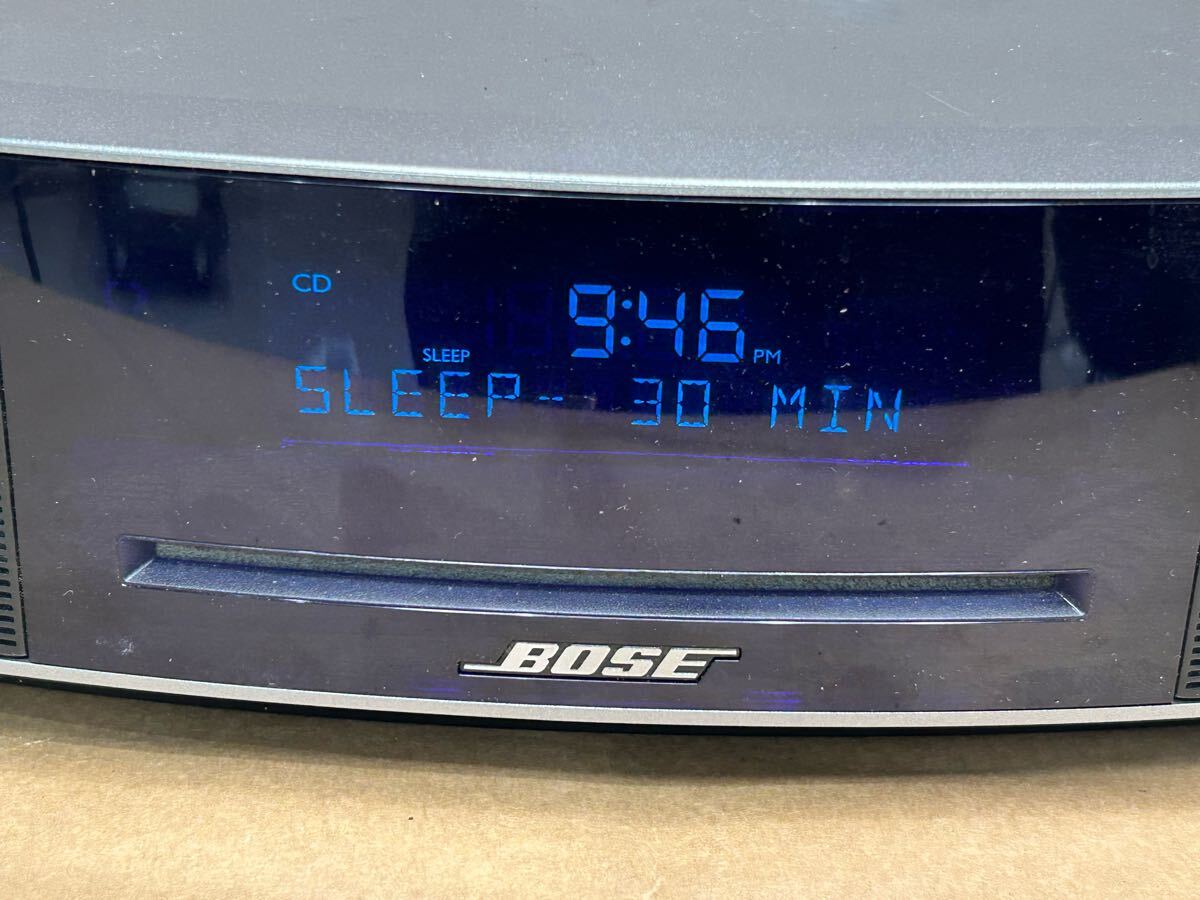 CD
9:46 PM
SLEEP
SLEEP- 30 MIN
BOSE